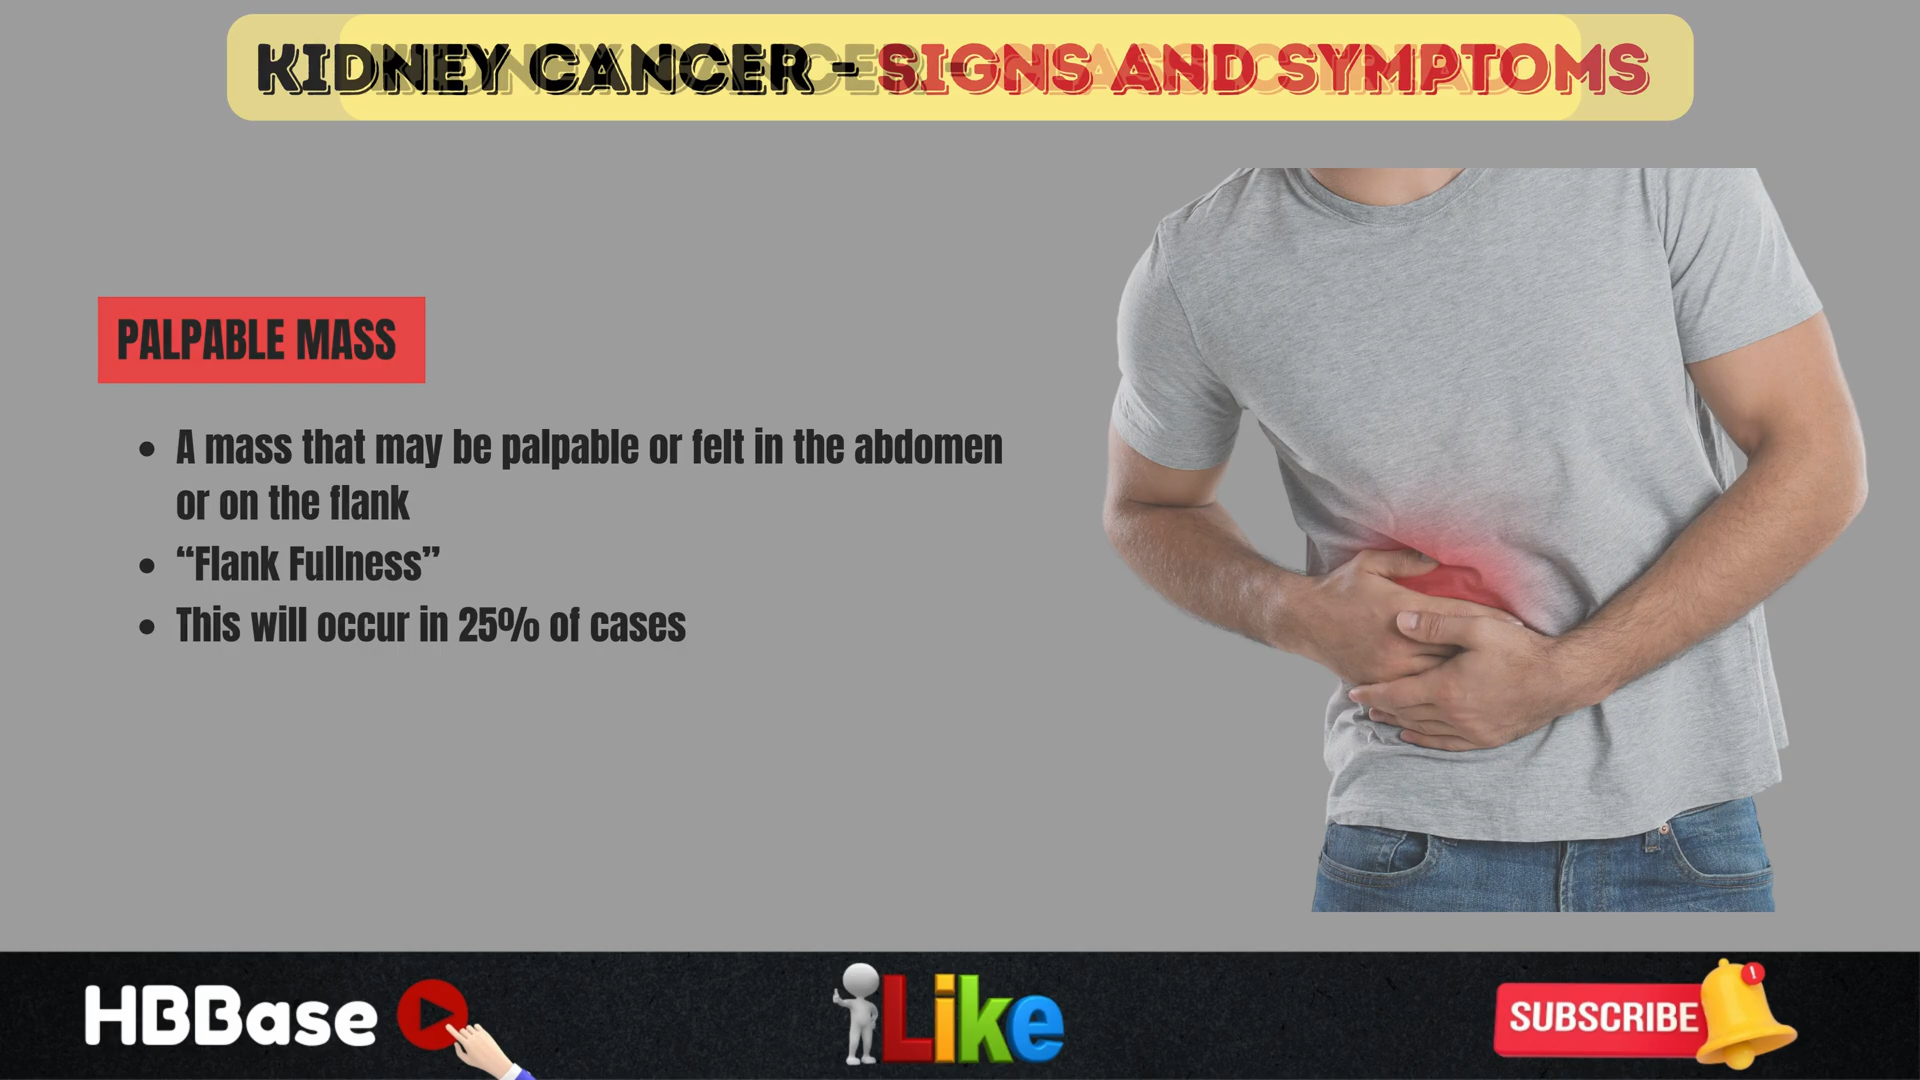 KIDNEY CANCER - SIGNS AND SYMPTOMS
PALPABLE MASS
• A mass that may be palpable or felt in the abdomen
or on the flank
• “Flank Fullness”
• This will occur in 25% of cases
HBBase
Like
SUBSCRIBE